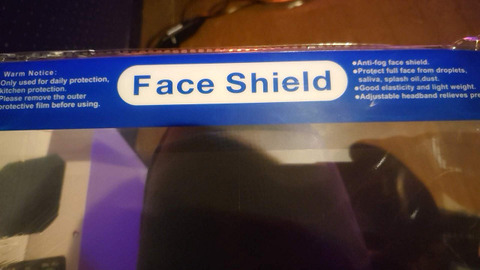 Warm Notice:
Only used for daily protection,
kitchen protection.
Please remove the outer
protective film before using.
Face Shield
●Anti-fog face shield.
●Protect full face from droplets,
saliva, splash oil,dust.
●Good elasticity and light weight.
●Adjustable headband relieves